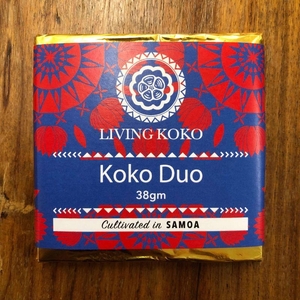 LIVING KOKO
Koko Duo
38gm
Cultivated in SAMOA